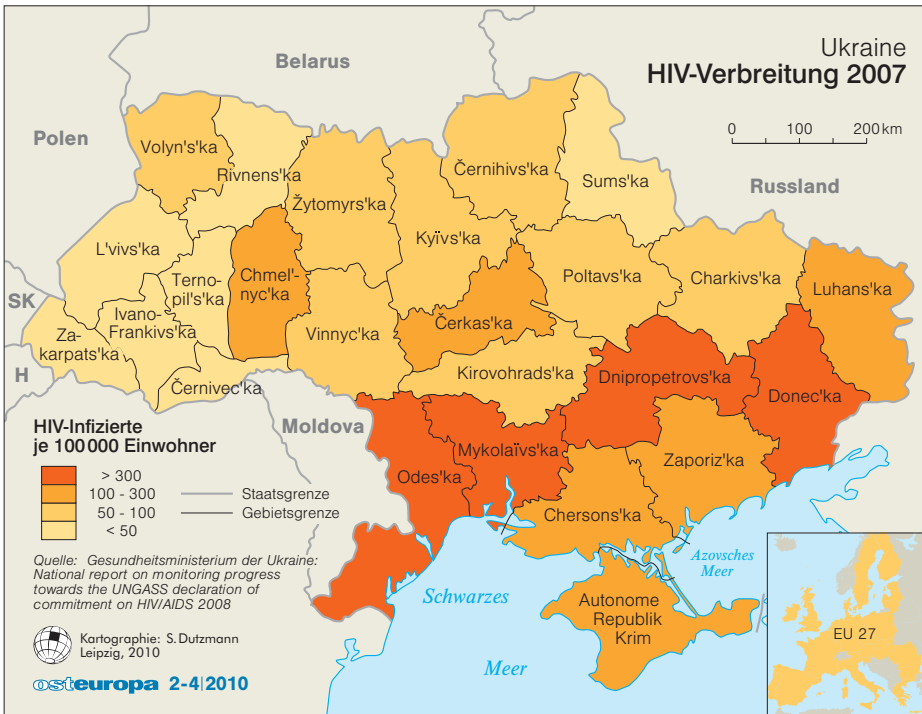 Ukraine
HIV-Verbreitung 2007
0 100 200 km
Belarus
Polen
Russland
SK
H
Moldova
Volyn's'ka
Rivnens'ka
Žytomyrs'ka
Černihivs'ka
Sums'ka
Kyïvs'ka
L'vivs'ka
Terno-
pil's'ka
Chmel'-
nyc'ka
Poltavs'ka
Charkivs'ka
Luhans'ka
Ivano-
Frankivs'ka
Za-
karpats'ka
Vinnyc'ka
Čerkas'ka
Kirovohrads'ka
Černivec'ka
Dnipropetrovs'ka
Donec'ka
Odes'ka
Mykolaïvs'ka
Zaporiz'ka
Chersons'ka
Autonome
Republik
Krim
Schwarzes
Meer
Azovsches
Meer
HIV-Infizierte
je 100 000 Einwohner
> 300
100 - 300
50 - 100
< 50
Staatsgrenze
Gebietsgrenze
Quelle: Gesundheitsministerium der Ukraine:
National report on monitoring progress
towards the UNGASS declaration of
commitment on HIV/AIDS 2008
Kartographie: S. Dutzmann
Leipzig, 2010
osteuropa 2-4|2010
EU 27